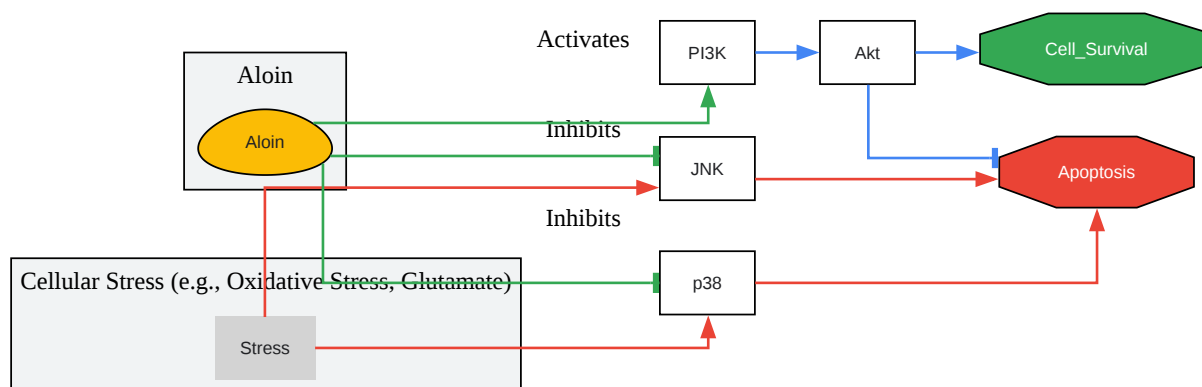 Activates
PI3K
Akt
Cell_Survival
Aloin
Aloin
Inhibits
JNK
Apoptosis
Inhibits
Cellular Stress (e.g., Oxidative Stress, Glutamate)
p38
Stress